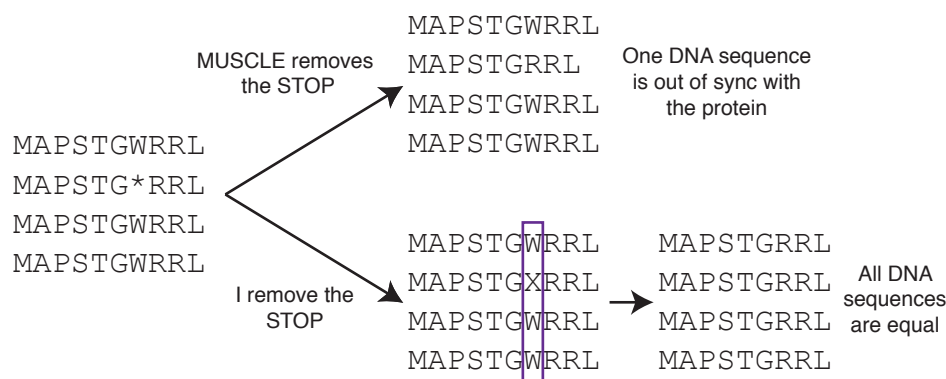 MAPSTGWRRL
MAPSTG*RRL
MAPSTGWRRL
MAPSTGWRRL
MUSCLE removes
the STOP
MAPSTGWRRL
MAPSTGRRL
MAPSTGWRRL
MAPSTGWRRL
One DNA sequence
is out of sync with
the protein
I remove the
STOP
MAPSTGWRRL
MAPSTGXRRL
MAPSTGWRRL
MAPSTGWRRL
MAPSTGRRL
MAPSTGRRL
MAPSTGRRL
MAPSTGRRL
All DNA
sequences
are equal